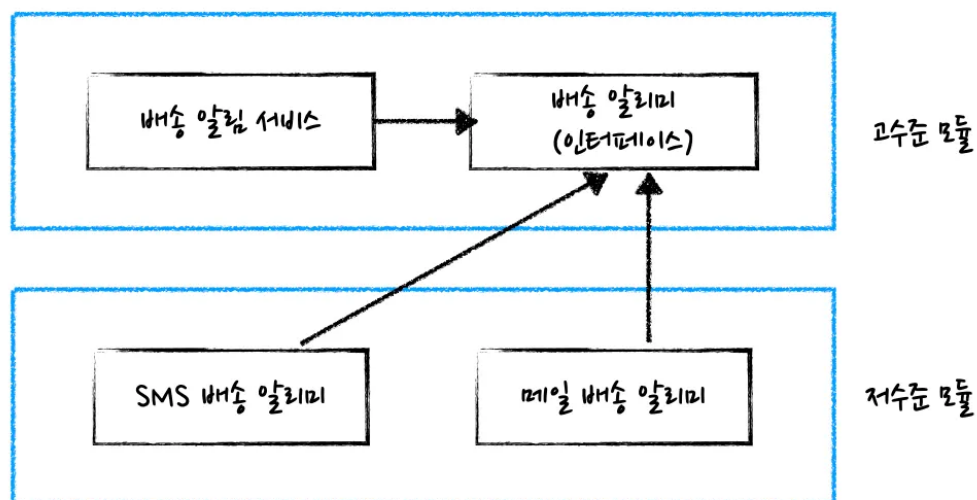 배송 알림 서비스
배송 알리미
(인터페이스)
고수준 모듈
SMS 배송 알리미
메일 배송 알리미
저수준 모듈